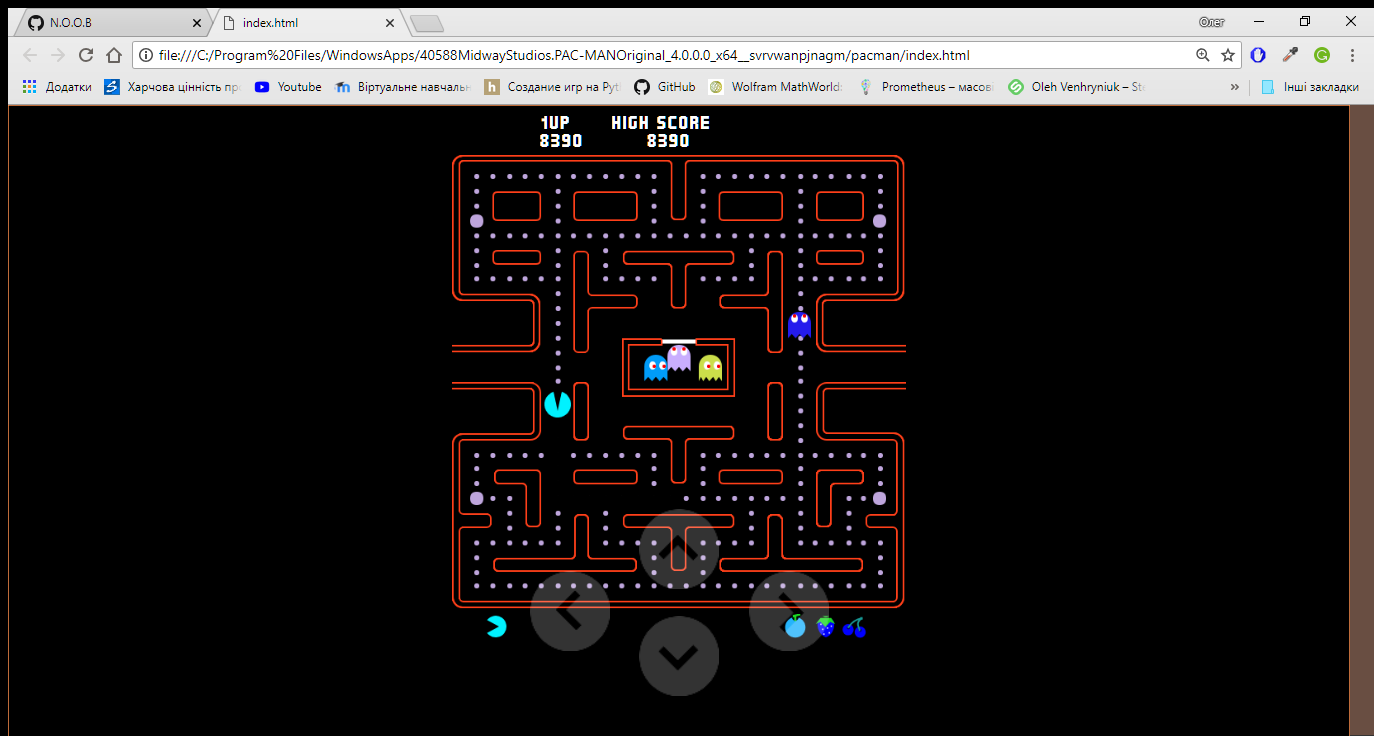 N.O.O.B
index.html
Олег
file:///C:/Program%20Files/WindowsApps/40588MidwayStudios.PAC-MANOriginal_4.0.0.0_x64__svrvwanpjnagm/pacman/index.html
Додатки Харчова цінність про Youtube Віртуальне навчальн Создание игр на Pyt GitHub Wolfram MathWorld: Prometheus – масові Oleh Venhryniuk – St » Інші закладки
1UP HIGH SCORE
8390 8390